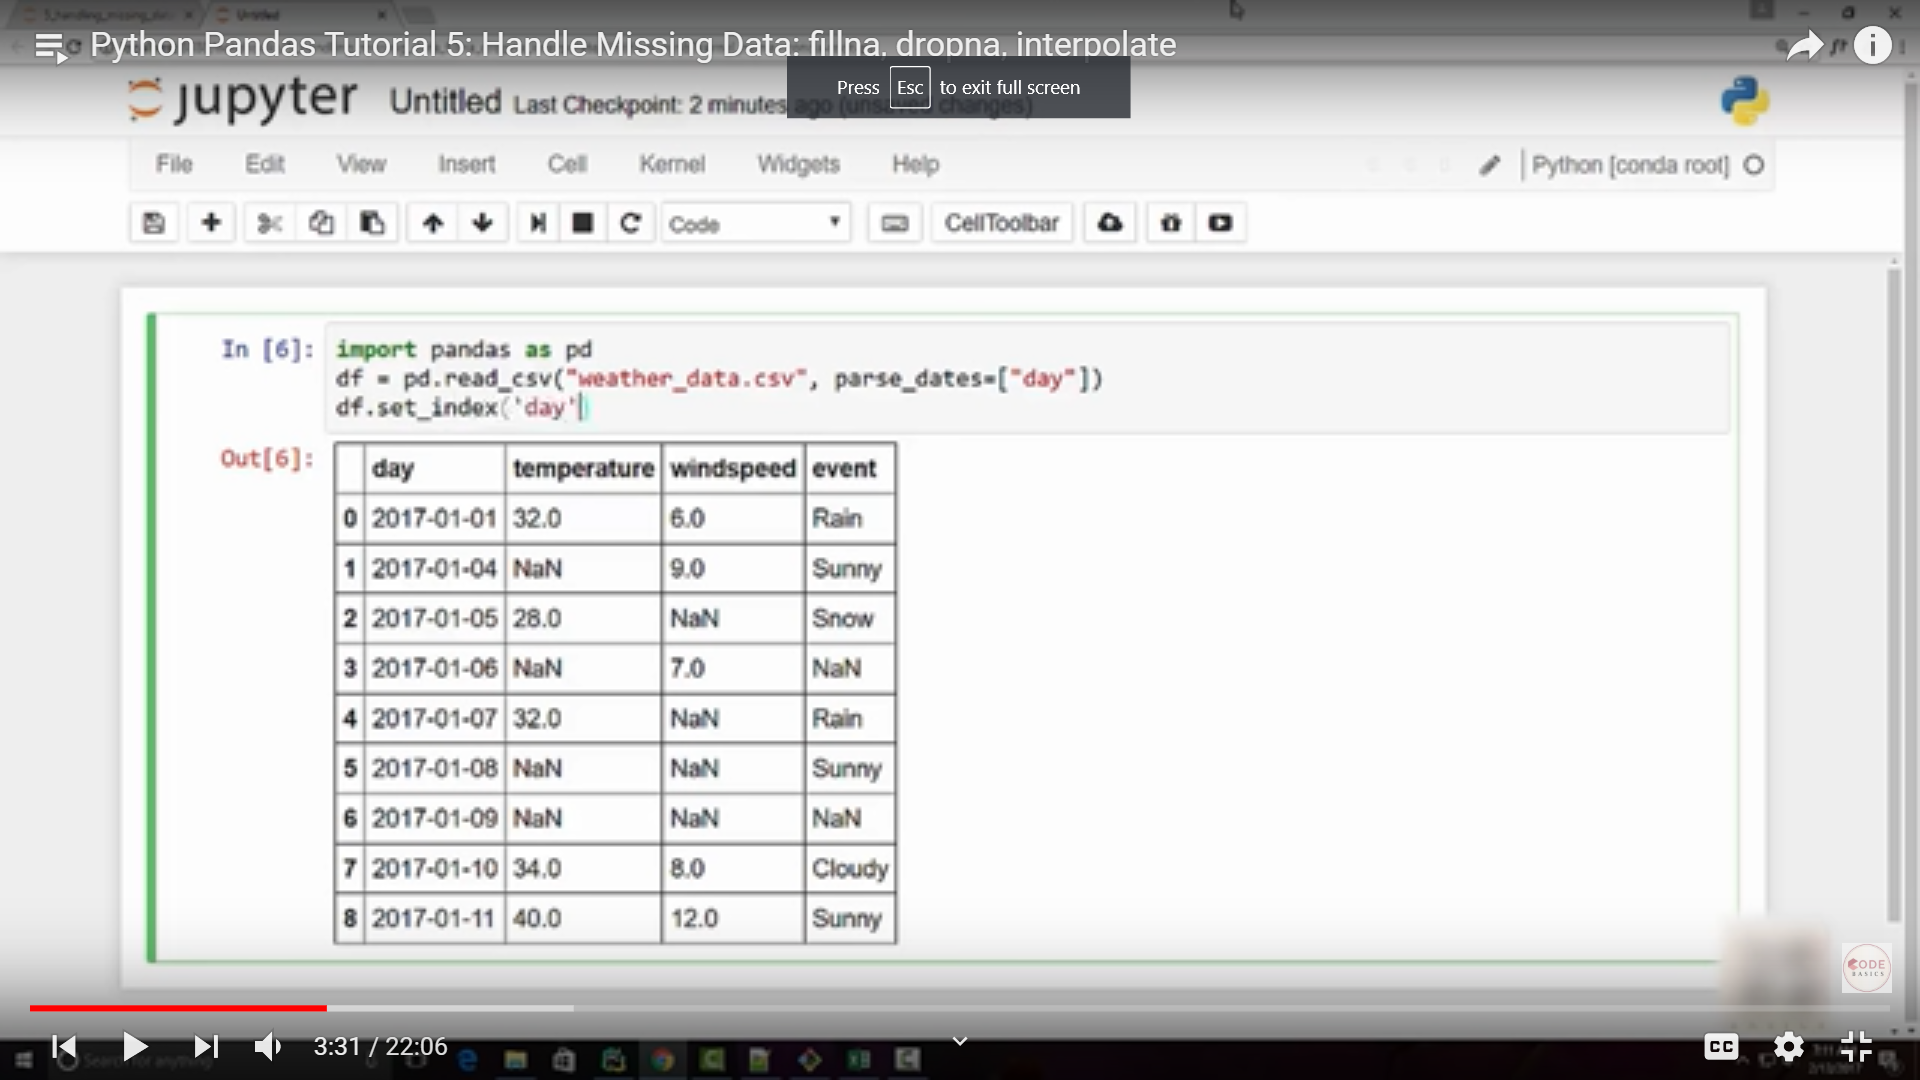 5_handling_missing_data
Untitled
Python Pandas Tutorial 5: Handle Missing Data: fillna, dropna, interpolate
Press Esc to exit full screen
jupyter Untitled Last Checkpoint: 2 minutes ago (unsaved changes)
File Edit View Insert Cell Kernel Widgets Help Python [conda root]
Code CellToolbar
In [6]: import pandas as pd
df = pd.read_csv("weather_data.csv", parse_dates=["day"])
df.set_index('day')
Out[6]:
day temperature windspeed event
0 2017-01-01 32.0 6.0 Rain
1 2017-01-04 NaN 9.0 Sunny
2 2017-01-05 28.0 NaN Snow
3 2017-01-06 NaN 7.0 NaN
4 2017-01-07 32.0 NaN Rain
5 2017-01-08 NaN NaN Sunny
6 2017-01-09 NaN NaN NaN
7 2017-01-10 34.0 8.0 Cloudy
8 2017-01-11 40.0 12.0 Sunny
CODE
BASICS
3:31 / 22:06
CC
Search for anything